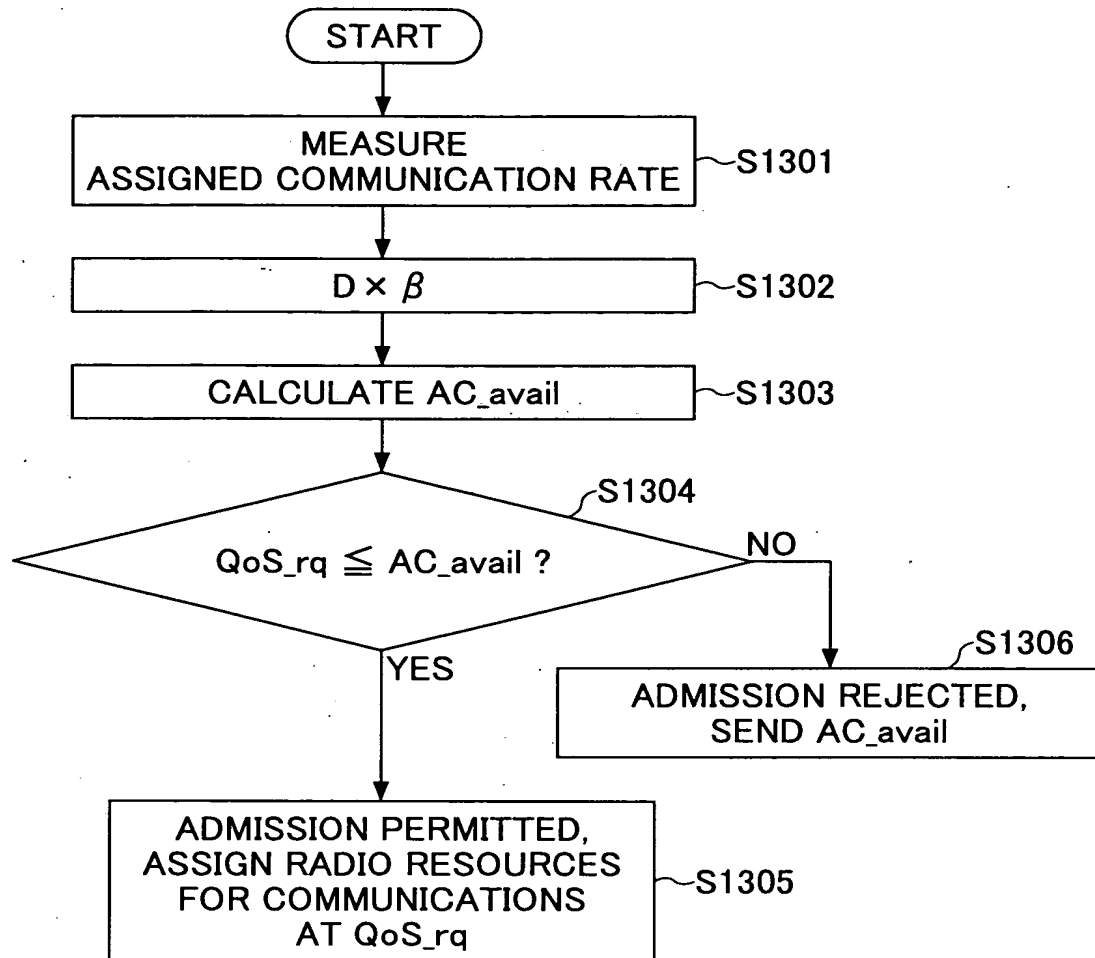 START
MEASURE
ASSIGNED COMMUNICATION RATE
S1301
D × β
S1302
CALCULATE AC_avail
S1303
S1304
QoS_rq ≦ AC_avail ?
NO
YES
S1306
ADMISSION REJECTED,
SEND AC_avail
ADMISSION PERMITTED,
ASSIGN RADIO RESOURCES
FOR COMMUNICATIONS
AT QoS_rq
S1305